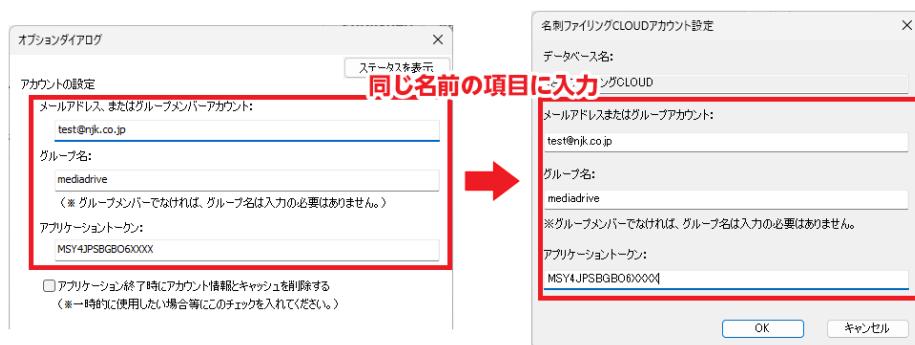 オプションダイアログ
ステータスを表示
アカウントの設定
メールアドレス、またはグループメンバーアカウント:
test@njk.co.jp
グループ名:
mediadrive
(※ グループメンバーでなければ、グループ名は入力の必要はありません。)
アプリケーショントークン:
MSY4JPSBGBO6XXXX
アプリケーション終了時にアカウント情報とキャッシュを削除する
(※一時的に使用したい場合等にこのチェックを入れてください。)
同じ名前の項目に入力
名刺ファイリングCLOUDアカウント設定
データベース名:
ングCLOUD
メールアドレスまたはグループアカウント:
test@njk.co.jp
グループ名:
mediadrive
※グループメンバーでなければ、グループ名は入力の必要はありません。
アプリケーショントークン:
MSY4JPSBGBO6XXXX
OK
キャンセル